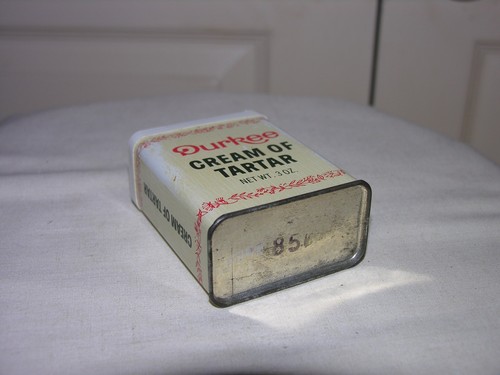 Durkee
CREAM OF
TARTAR
NET WT. 3 OZ
CREAM OF TARTAR